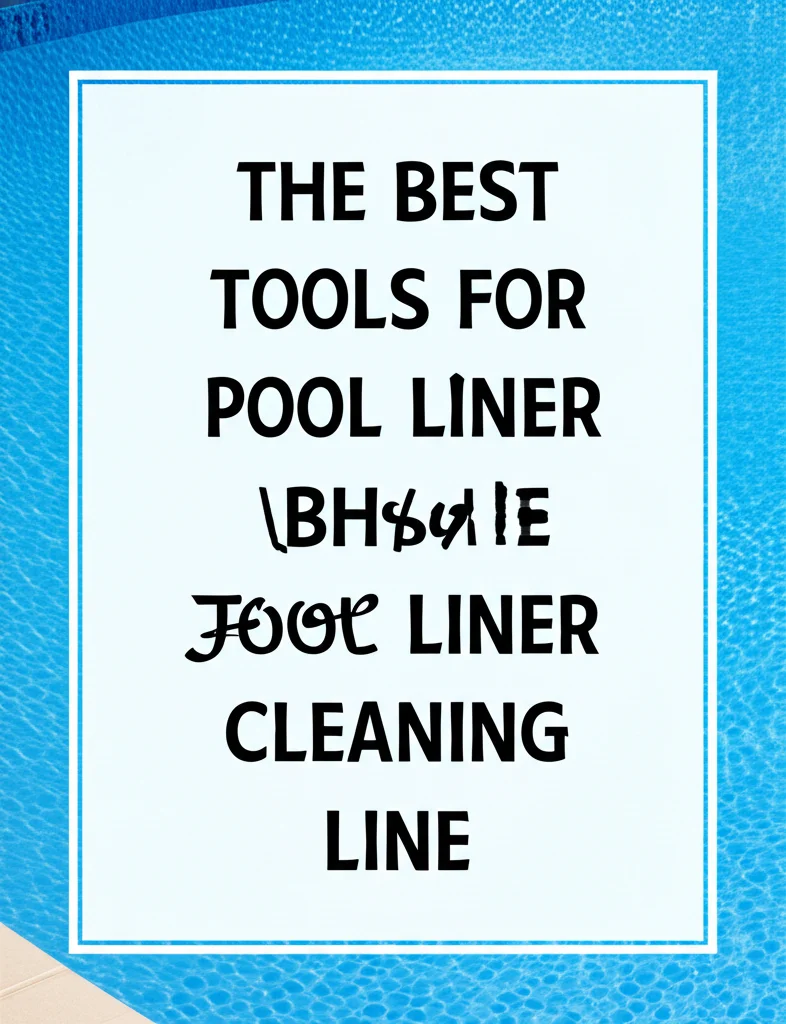 THE BEST
TOOLS FOR
POOL LINER
LINER
CLEANING
LINE